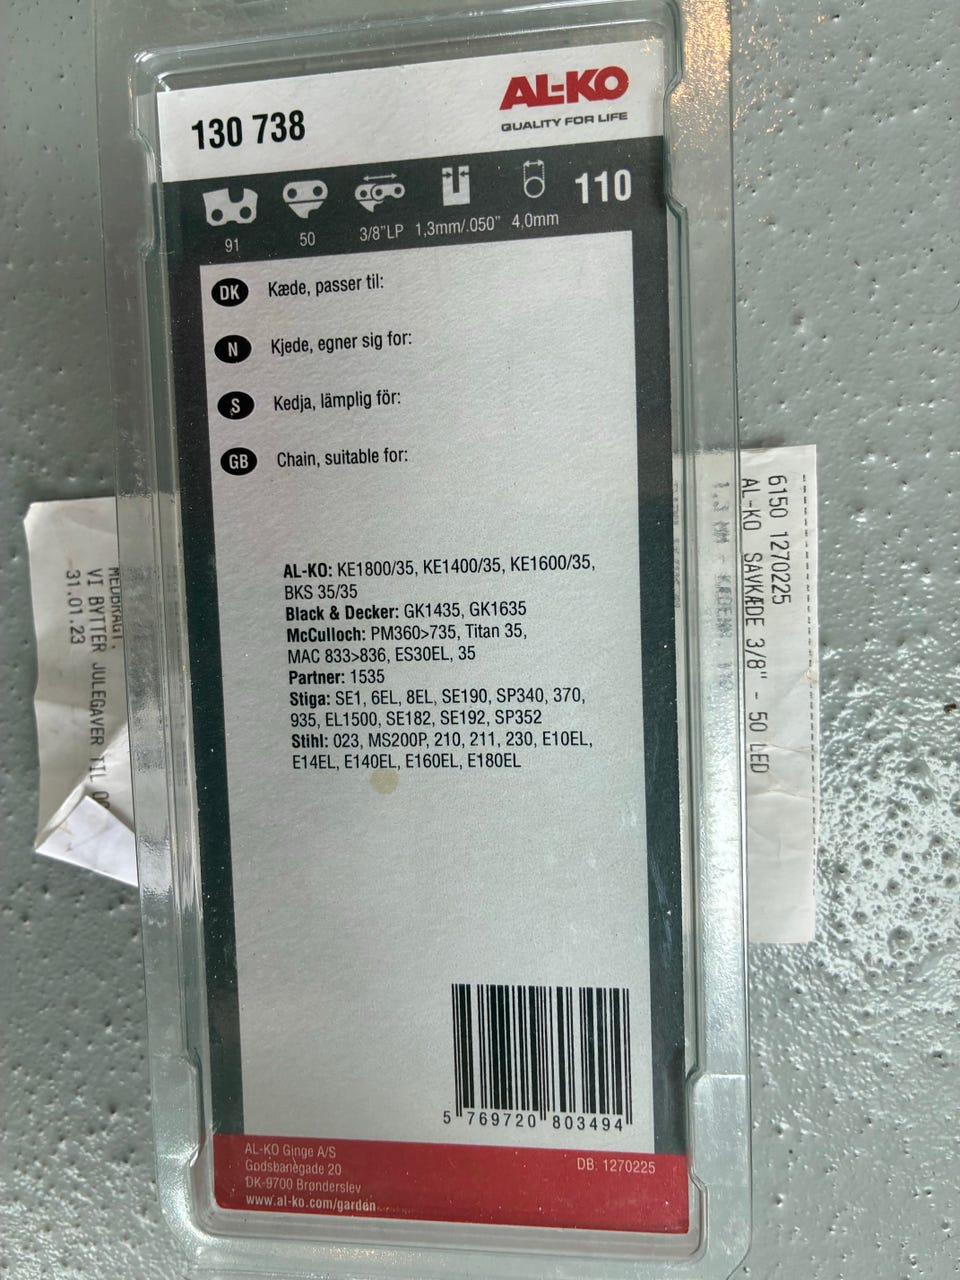 130 738
AL-KO
QUALITY FOR LIFE
91
50
3/8"LP
1,3mm/.050"
4,0mm
110
DK Kæde, passer til:
N Kjede, egner sig for:
S Kedja, lämplig för:
GB Chain, suitable for:
AL-KO: KE1800/35, KE1400/35, KE1600/35,
BKS 35/35
Black & Decker: GK1435, GK1635
McCulloch: PM360>735, Titan 35,
MAC 833>836, ES30EL, 35
Partner: 1535
Stiga: SE1, 6EL, 8EL, SE190, SP340, 370,
935, EL1500, SE182, SE192, SP352
Stihl: 023, MS200P, 210, 211, 230, E10EL,
E14EL, E140EL, E160EL, E180EL
5 769720 803494
AL-KO Ginge A/S
Godsbanegade 20
DK-9700 Brønderslev
www.al-ko.com/garden
DB: 1270225
6150 1270225
AL-KO SAVKÆDE 3/8" - 50 LED
1,3 MM -
MEDBRAGT.
VI BYTTER JULEGAVER TIL
31.01.23